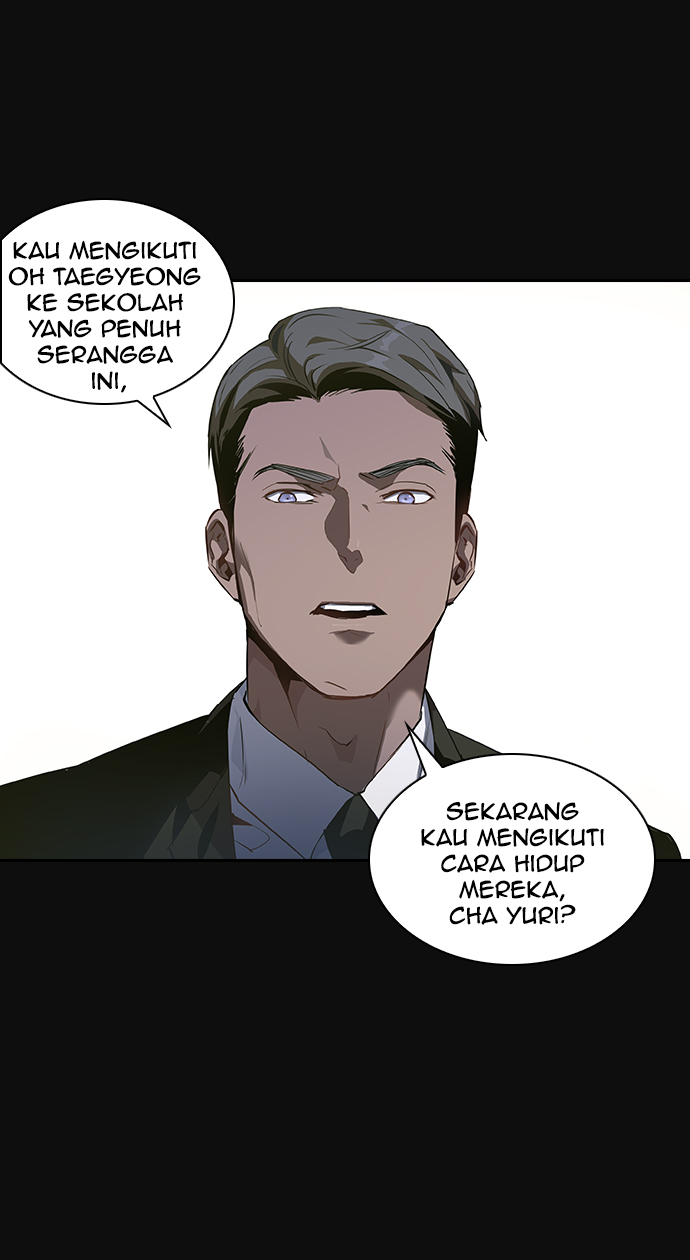 KAU MENGIKUTI
OH TAEGYEONG
KE SEKOLAH
YANG PENUH
SERANGGA
INI,
SEKARANG
KAU MENGIKUTI
CARA HIDUP
MEREKA,
CHA YURI?